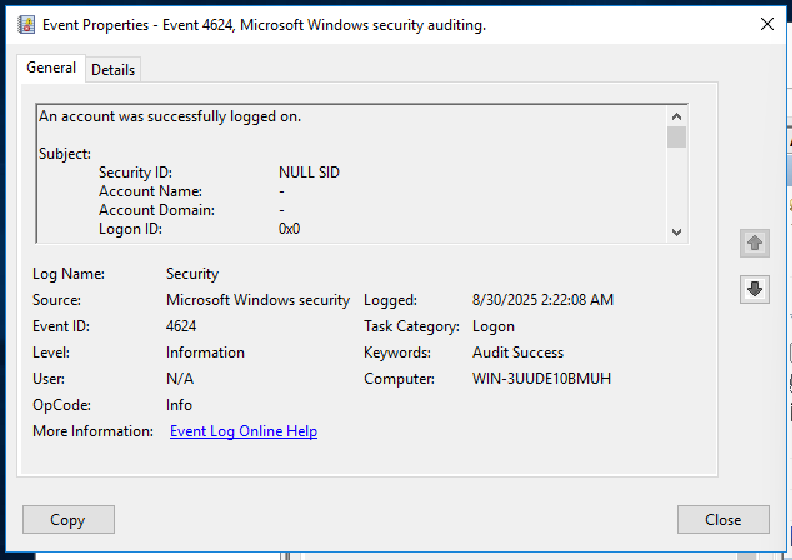 Event Properties - Event 4624, Microsoft Windows security auditing.
General Details
An account was successfully logged on.
Subject:
Security ID: NULL SID
Account Name: -
Account Domain: -
Logon ID: 0x0
Log Name: Security
Source: Microsoft Windows security Logged: 8/30/2025 2:22:08 AM
Event ID: 4624 Task Category: Logon
Level: Information Keywords: Audit Success
User: N/A Computer: WIN-3UUDE10BMUH
OpCode: Info
More Information: Event Log Online Help
Copy Close